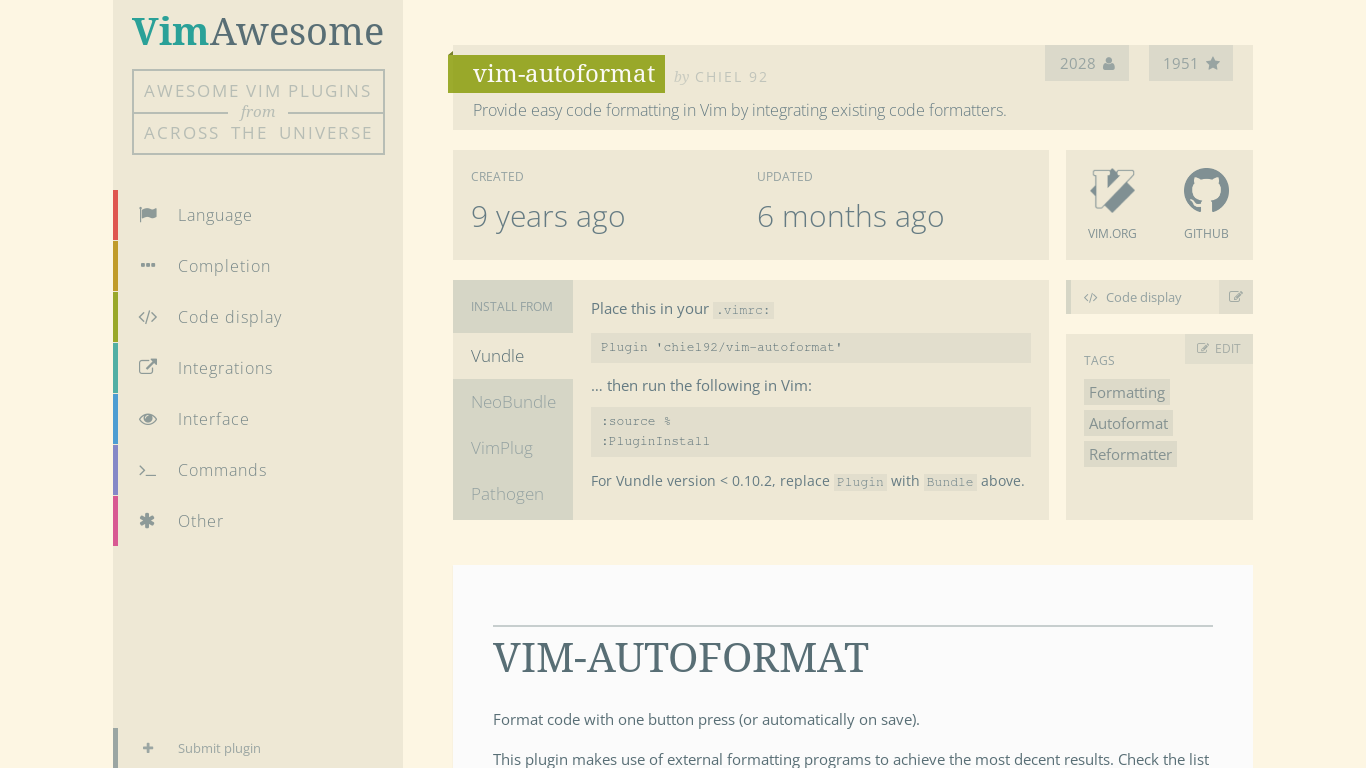 VimAwesome
AWESOME VIM PLUGINS
from
ACROSS THE UNIVERSE
Language
Completion
Code display
Integrations
Interface
Commands
Other
Submit plugin
vim-autoformat by CHIEL 92
2028
1951
Provide easy code formatting in Vim by integrating existing code formatters.
CREATED
9 years ago
UPDATED
6 months ago
VIM.ORG
GITHUB
INSTALL FROM
Vundle
NeoBundle
VimPlug
Pathogen
Place this in your .vimrc:
Plugin 'chiel92/vim-autoformat'
... then run the following in Vim:
:source %
:PluginInstall
For Vundle version < 0.10.2, replace Plugin with Bundle above.
Code display
TAGS
EDIT
Formatting
Autoformat
Reformatter
VIM-AUTOFORMAT
Format code with one button press (or automatically on save).
This plugin makes use of external formatting programs to achieve the most decent results. Check the list